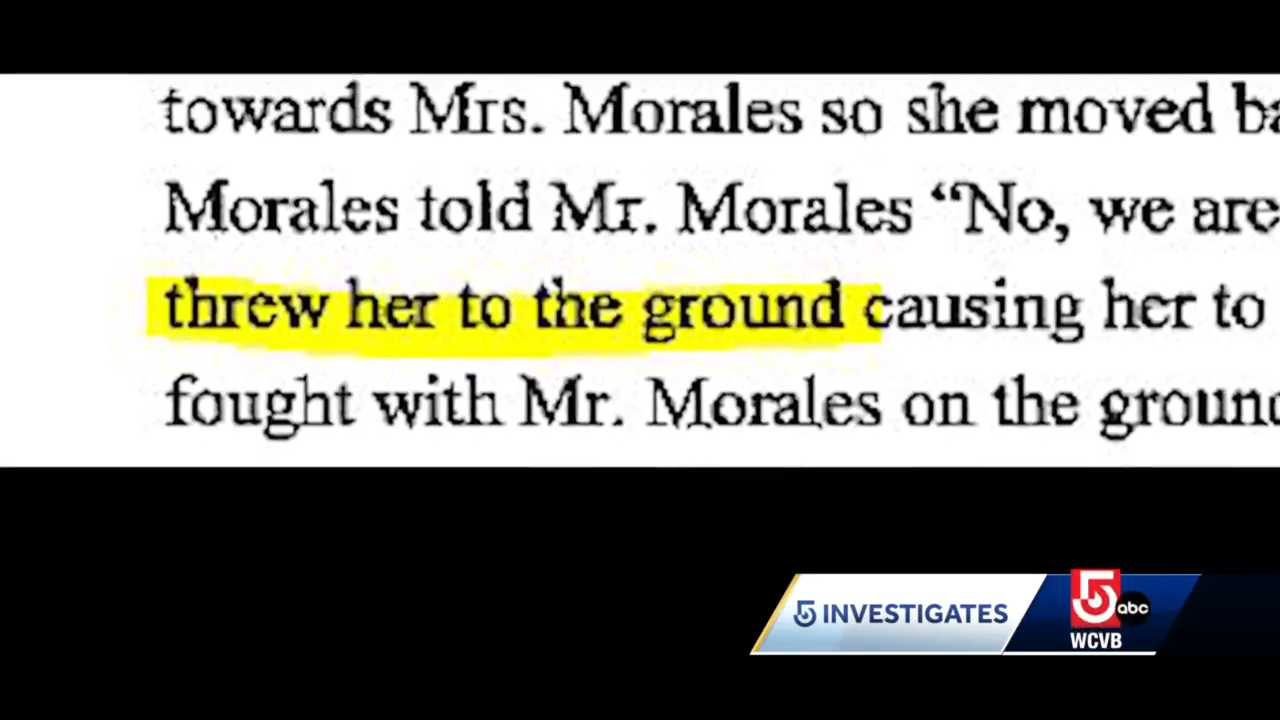 towards Mrs. Morales so she moved ba
Morales told Mr. Morales “No, we are
threw her to the ground causing her to
fought with Mr. Morales on the ground
5 INVESTIGATES
5 abc
WCVB